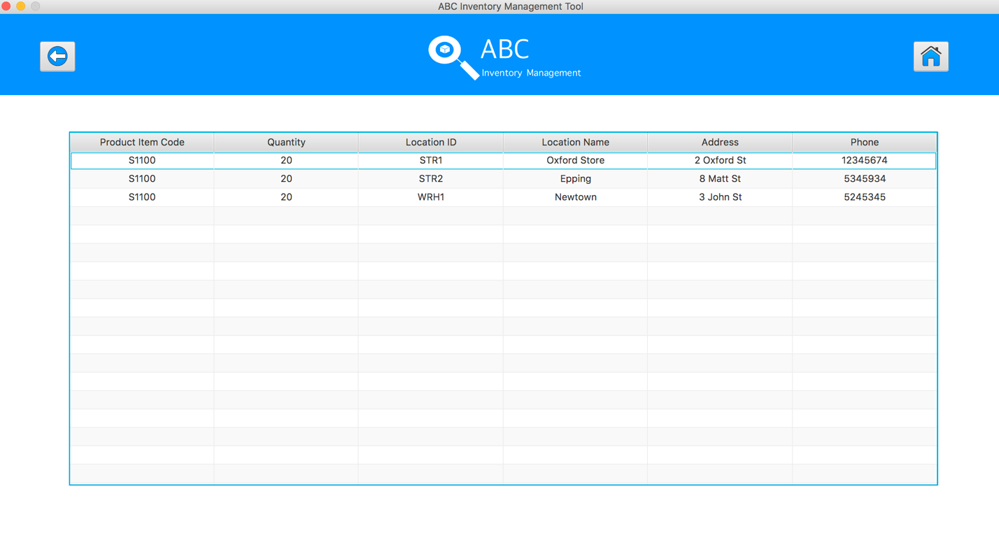 ABC Inventory Management Tool
ABC
Inventory Management
Product Item Code Quantity Location ID Location Name Address Phone
S1100 20 STR1 Oxford Store 2 Oxford St 12345674
S1100 20 STR2 Epping 8 Matt St 5345934
S1100 20 WRH1 Newtown 3 John St 5245345